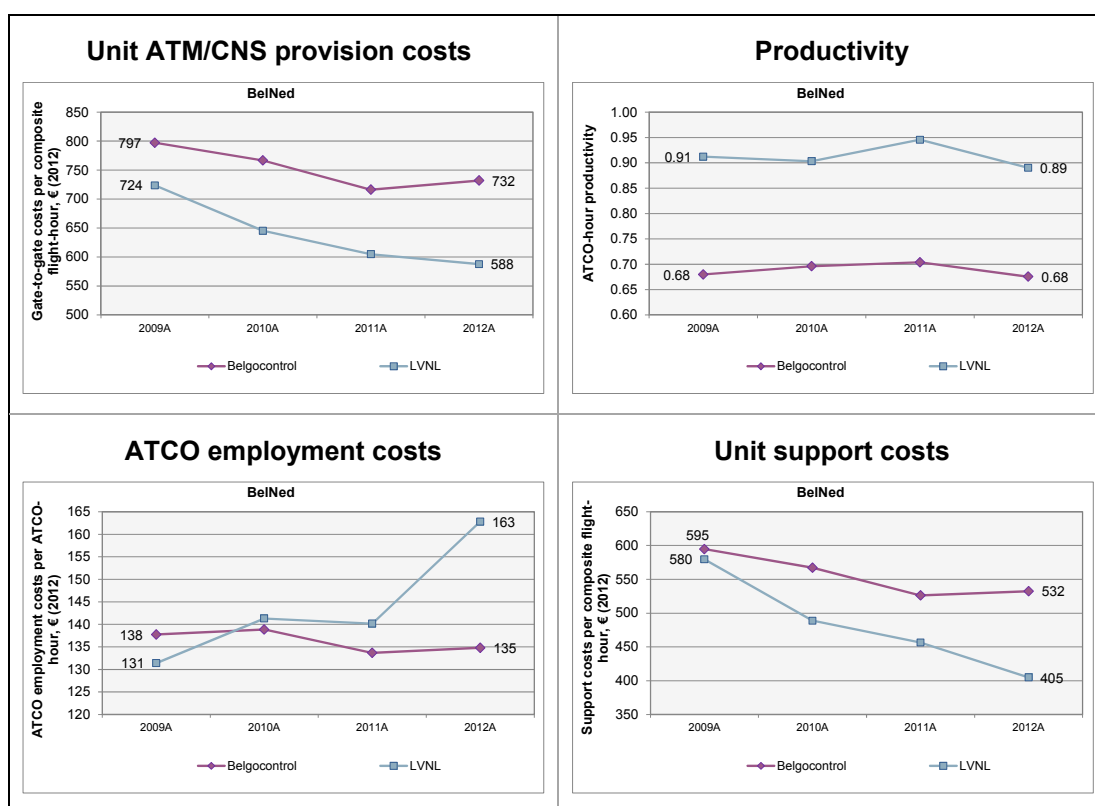 Unit ATM/CNS provision costs
BelNed
Gate-to-gate costs per composite
flight-hour, € (2012)
850
800
750
700
650
600
550
500
797
724
732
588
2009A 2010A 2011A 2012A
Belgocontrol LVNL
Productivity
BelNed
ATCO-hour productivity
1.00
0.95
0.90
0.85
0.80
0.75
0.70
0.65
0.60
0.91
0.89
0.68
0.68
2009A 2010A 2011A 2012A
Belgocontrol LVNL
ATCO employment costs
BelNed
ATCO employment costs per ATCO-
hour, € (2012)
165
160
155
150
145
140
135
130
125
120
163
138
131
135
2009A 2010A 2011A 2012A
Belgocontrol LVNL
Unit support costs
BelNed
Support costs per composite flight-
hour, € (2012)
650
600
550
500
450
400
350
595
580
532
405
2009A 2010A 2011A 2012A
Belgocontrol LVNL